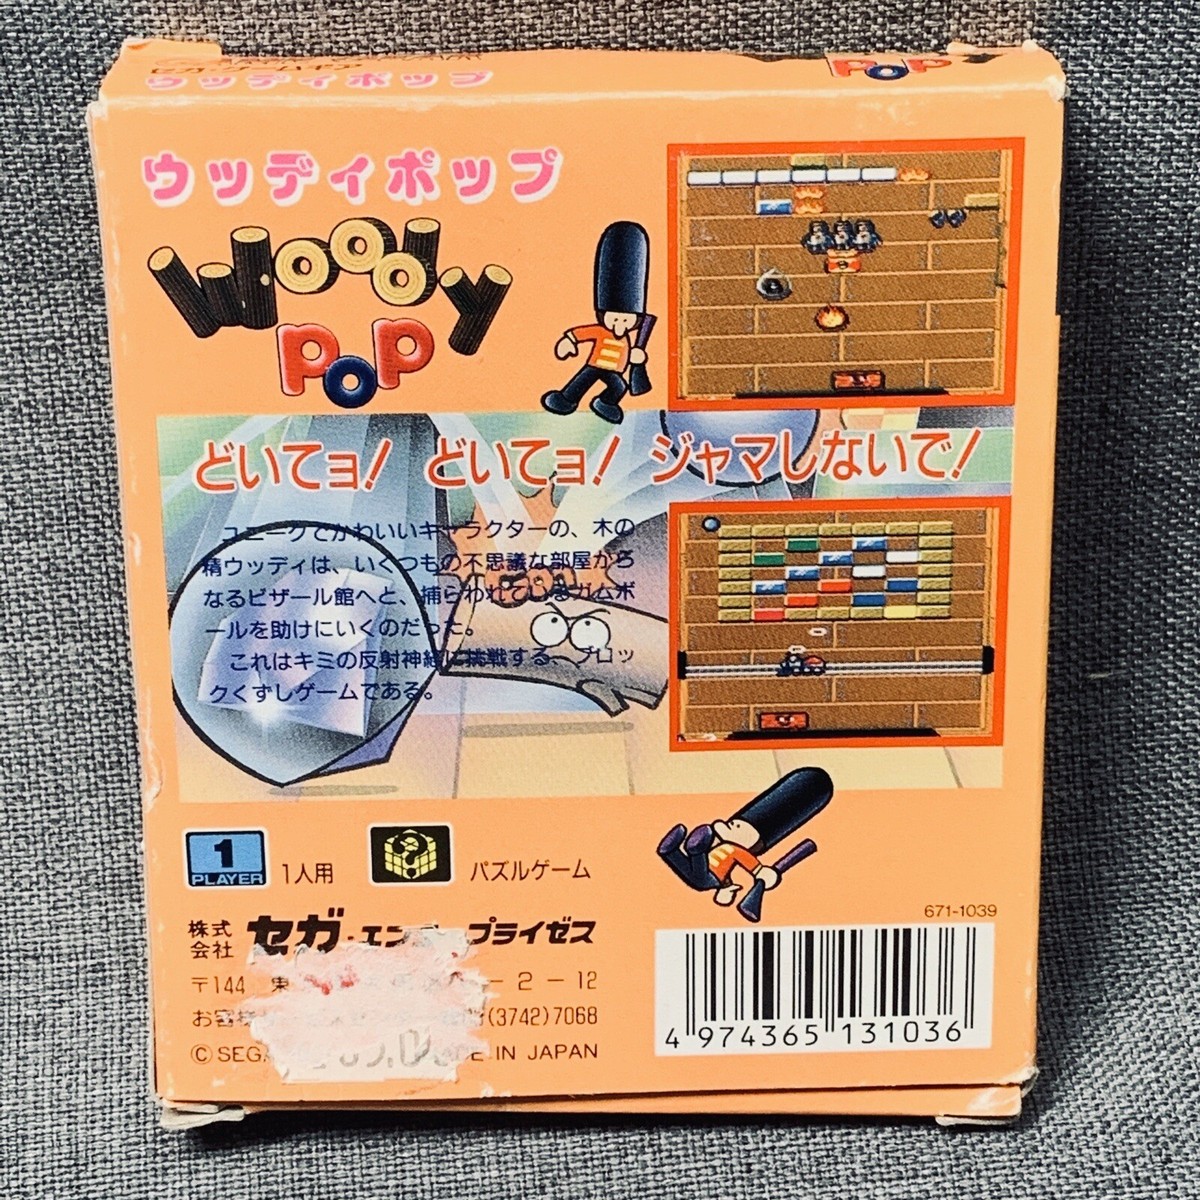 ウッディポップ
POP
ウッディポップ
Woody
POP
どいてヨ! どいてヨ! ジャマしないで!
ユニークでかわいいキャラクターの、木の
精ウッディは、いくつもの不思議な部屋から
なるビザール館へと、捕らわれているガムボ
ールを助けにいくのだった。
これはキミの反射神経に挑戦する、ブロッ
クくずしゲームである。
1
PLAYER
1人用
パズルゲーム
671-1039
株式
会社
セガ・エン プライゼス
〒144 東 -2-12
お客様 (3742)7068
© SEGA MADE IN JAPAN
4 974365 131036